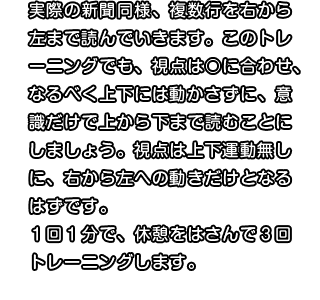 実際の新聞同様、複数行を右から
左まで読んでいきます。このトレ
ーニングでも、視点は○に合わせ、
なるべく上下には動かさずに、意
識だけで上から下まで読むことに
しましょう。視点は上下運動無し
に、右から左への動きだけとなる
はずです。
１回１分で、休憩をはさんで３回
トレーニングします。